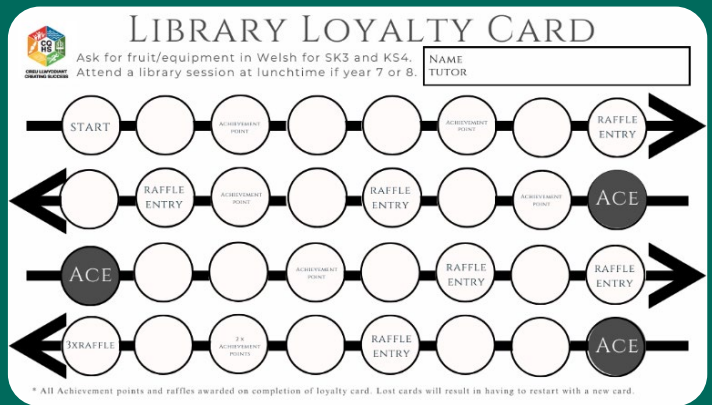 LIBRARY LOYALTY CARD
CQ
HS
CREU LLWYDDIANT
CREATING SUCCESS
Ask for fruit/equipment in Welsh for SK3 and KS4.
Attend a library session at lunchtime if year 7 or 8.
NAME
TUTOR
START
ACHIEVEMENT
POINT
ACHIEVEMENT
POINT
RAFFLE
ENTRY
RAFFLE
ENTRY
ACHIEVEMENT
POINT
RAFFLE
ENTRY
ACHIEVEMENT
POINT
ACE
ACE
ACHIEVEMENT
POINT
RAFFLE
ENTRY
RAFFLE
ENTRY
3XRAFFLE
ACHIEVEMENT
POINTS
RAFFLE
ENTRY
ACE
* All Achievement points and raffles awarded on completion of loyalty card. Lost cards will result in having to restart with a new card.